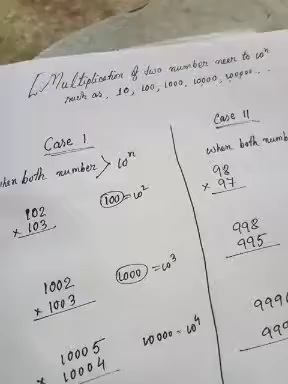 [Multiplication of two number near to 10ⁿ
such as, 10, 100, 1000, 10000, 100000...
Case I
when both number > 10ⁿ
102
× 103
100 = 10²
1002
× 1003
1000 = 10³
10005
× 10004
10000 = 10⁴
Case II
when both numb
98
× 97
998
995
999